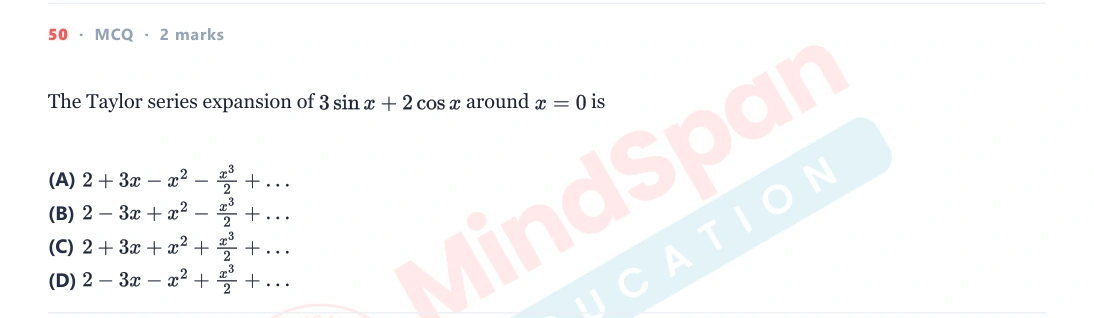 50 · MCQ · 2 marks
The Taylor series expansion of 3 sin x + 2 cos x around x = 0 is
(A) 2 + 3x − x² − x³/2 + …
(B) 2 − 3x + x² − x³/2 + …
(C) 2 + 3x + x² + x³/2 + …
(D) 2 − 3x − x² + x³/2 + …
MindSpan
UCATION